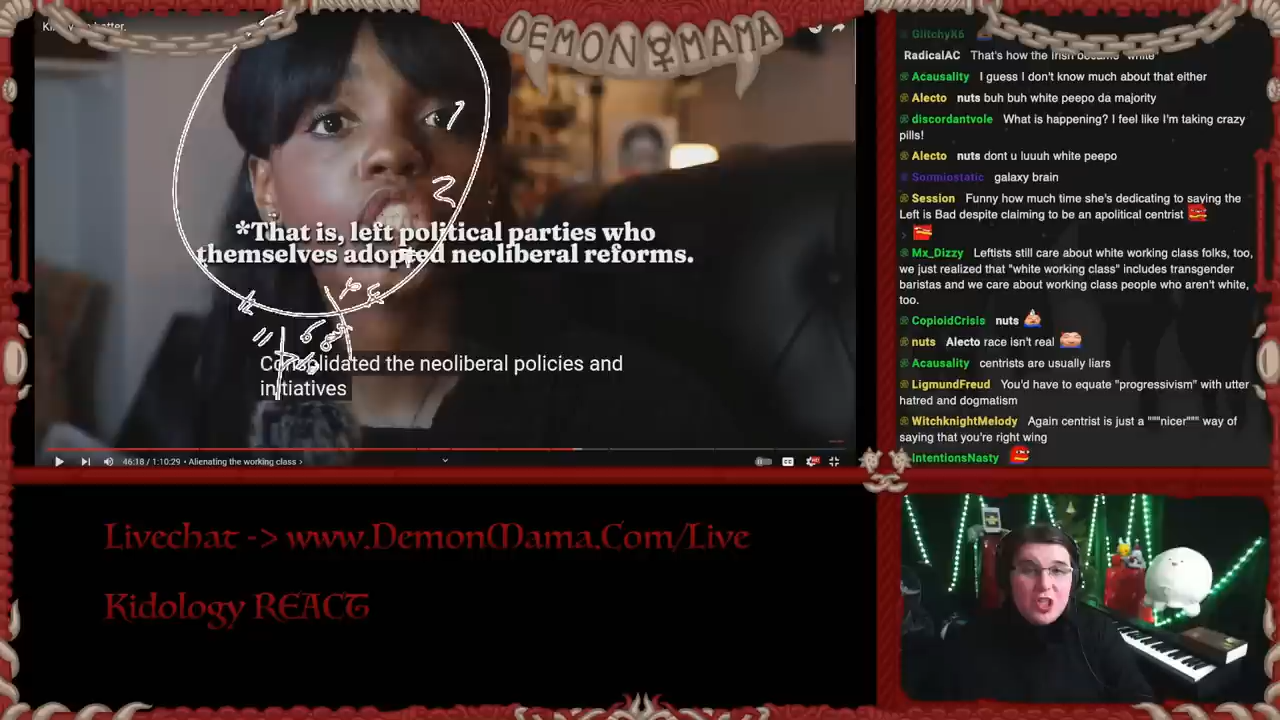 DEMON MAMA
1
2
*That is, left political parties who
themselves adopted neoliberal reforms.
Consolidated the neoliberal policies and
initiatives
46:18 / 1:10:29 • Alienating the working class ›
GlitchyX6
RadicalAC That's how the Irish became "white"
Acausality I guess I don't know much about that either
Alecto nuts buh buh white peepo da majority
discordantvole What is happening? I feel like I'm taking crazy
pills!
Alecto nuts dont u luuuh white peepo
Somniostatic galaxy brain
Session Funny how much time she's dedicating to saying the
Left is Bad despite claiming to be an apolitical centrist
Mx_Dizzy Leftists still care about white working class folks, too,
we just realized that "white working class" includes transgender
baristas and we care about working class people who aren't white,
too.
CopioidCrisis nuts
nuts Alecto race isn't real
Acausality centrists are usually liars
LigmundFreud You'd have to equate "progressivism" with utter
hatred and dogmatism
WitchknightMelody Again centrist is just a """nicer""" way of
saying that you're right wing
IntentionsNasty
Livechat -> www.DemonMama.Com/Live
Kidology REACT